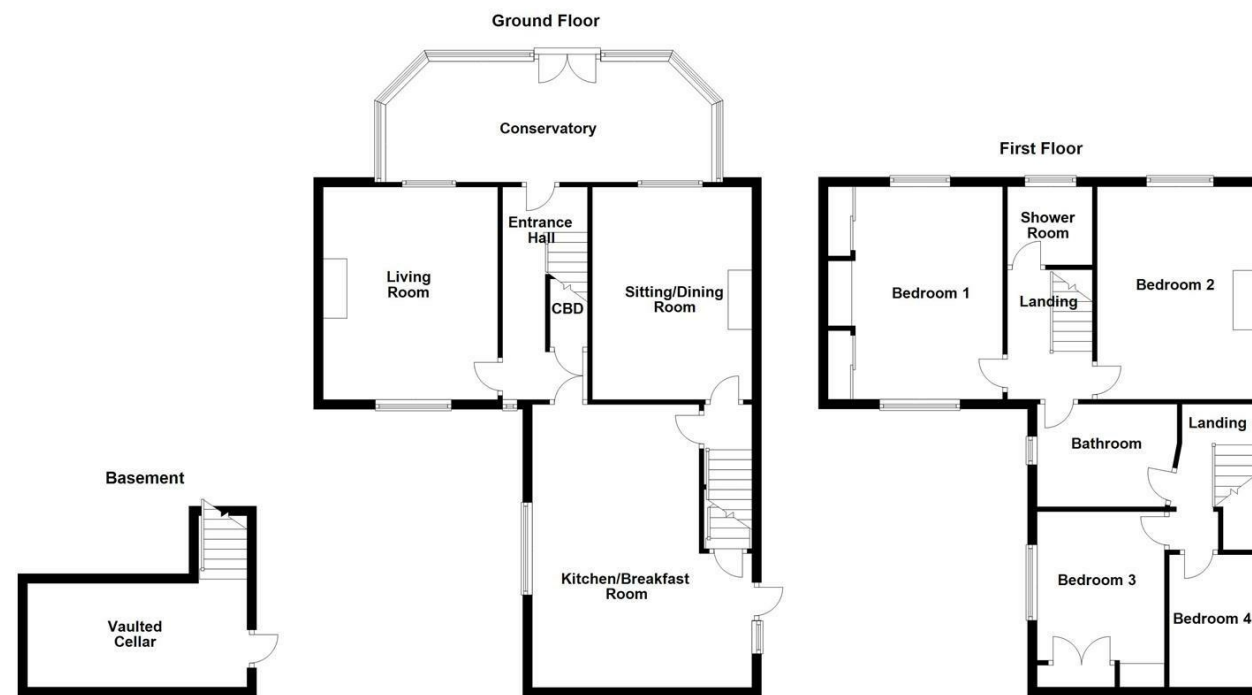 Ground Floor
Conservatory
Entrance
Hall
Living
Room
CBD
Sitting/Dining
Room
Kitchen/Breakfast
Room
Basement
Vaulted
Cellar
First Floor
Shower
Room
Bedroom 1
Landing
Bedroom 2
Bathroom
Landing
Bedroom 3
Bedroom 4